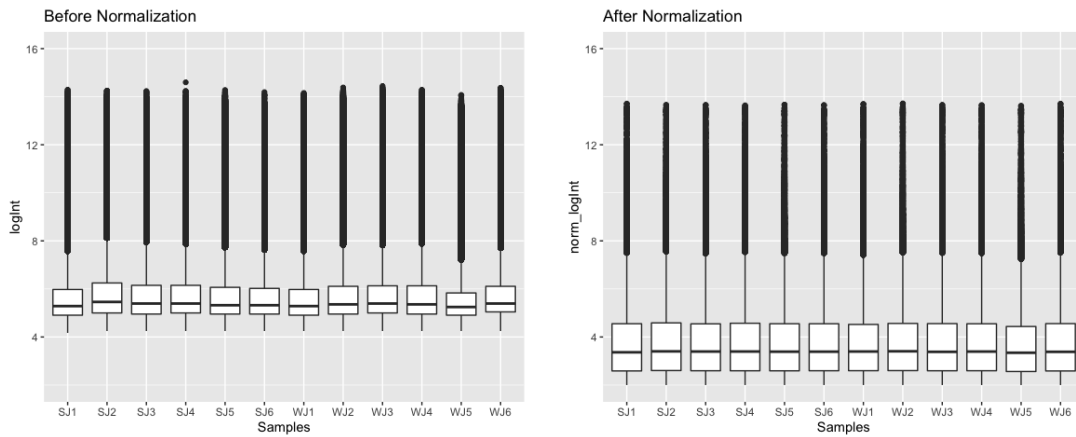 Before Normalization
16
12
8
4
logInt
SJ1 SJ2 SJ3 SJ4 SJ5 SJ6 WJ1 WJ2 WJ3 WJ4 WJ5 WJ6
Samples
After Normalization
16
12
8
4
norm_logInt
SJ1 SJ2 SJ3 SJ4 SJ5 SJ6 WJ1 WJ2 WJ3 WJ4 WJ5 WJ6
Samples